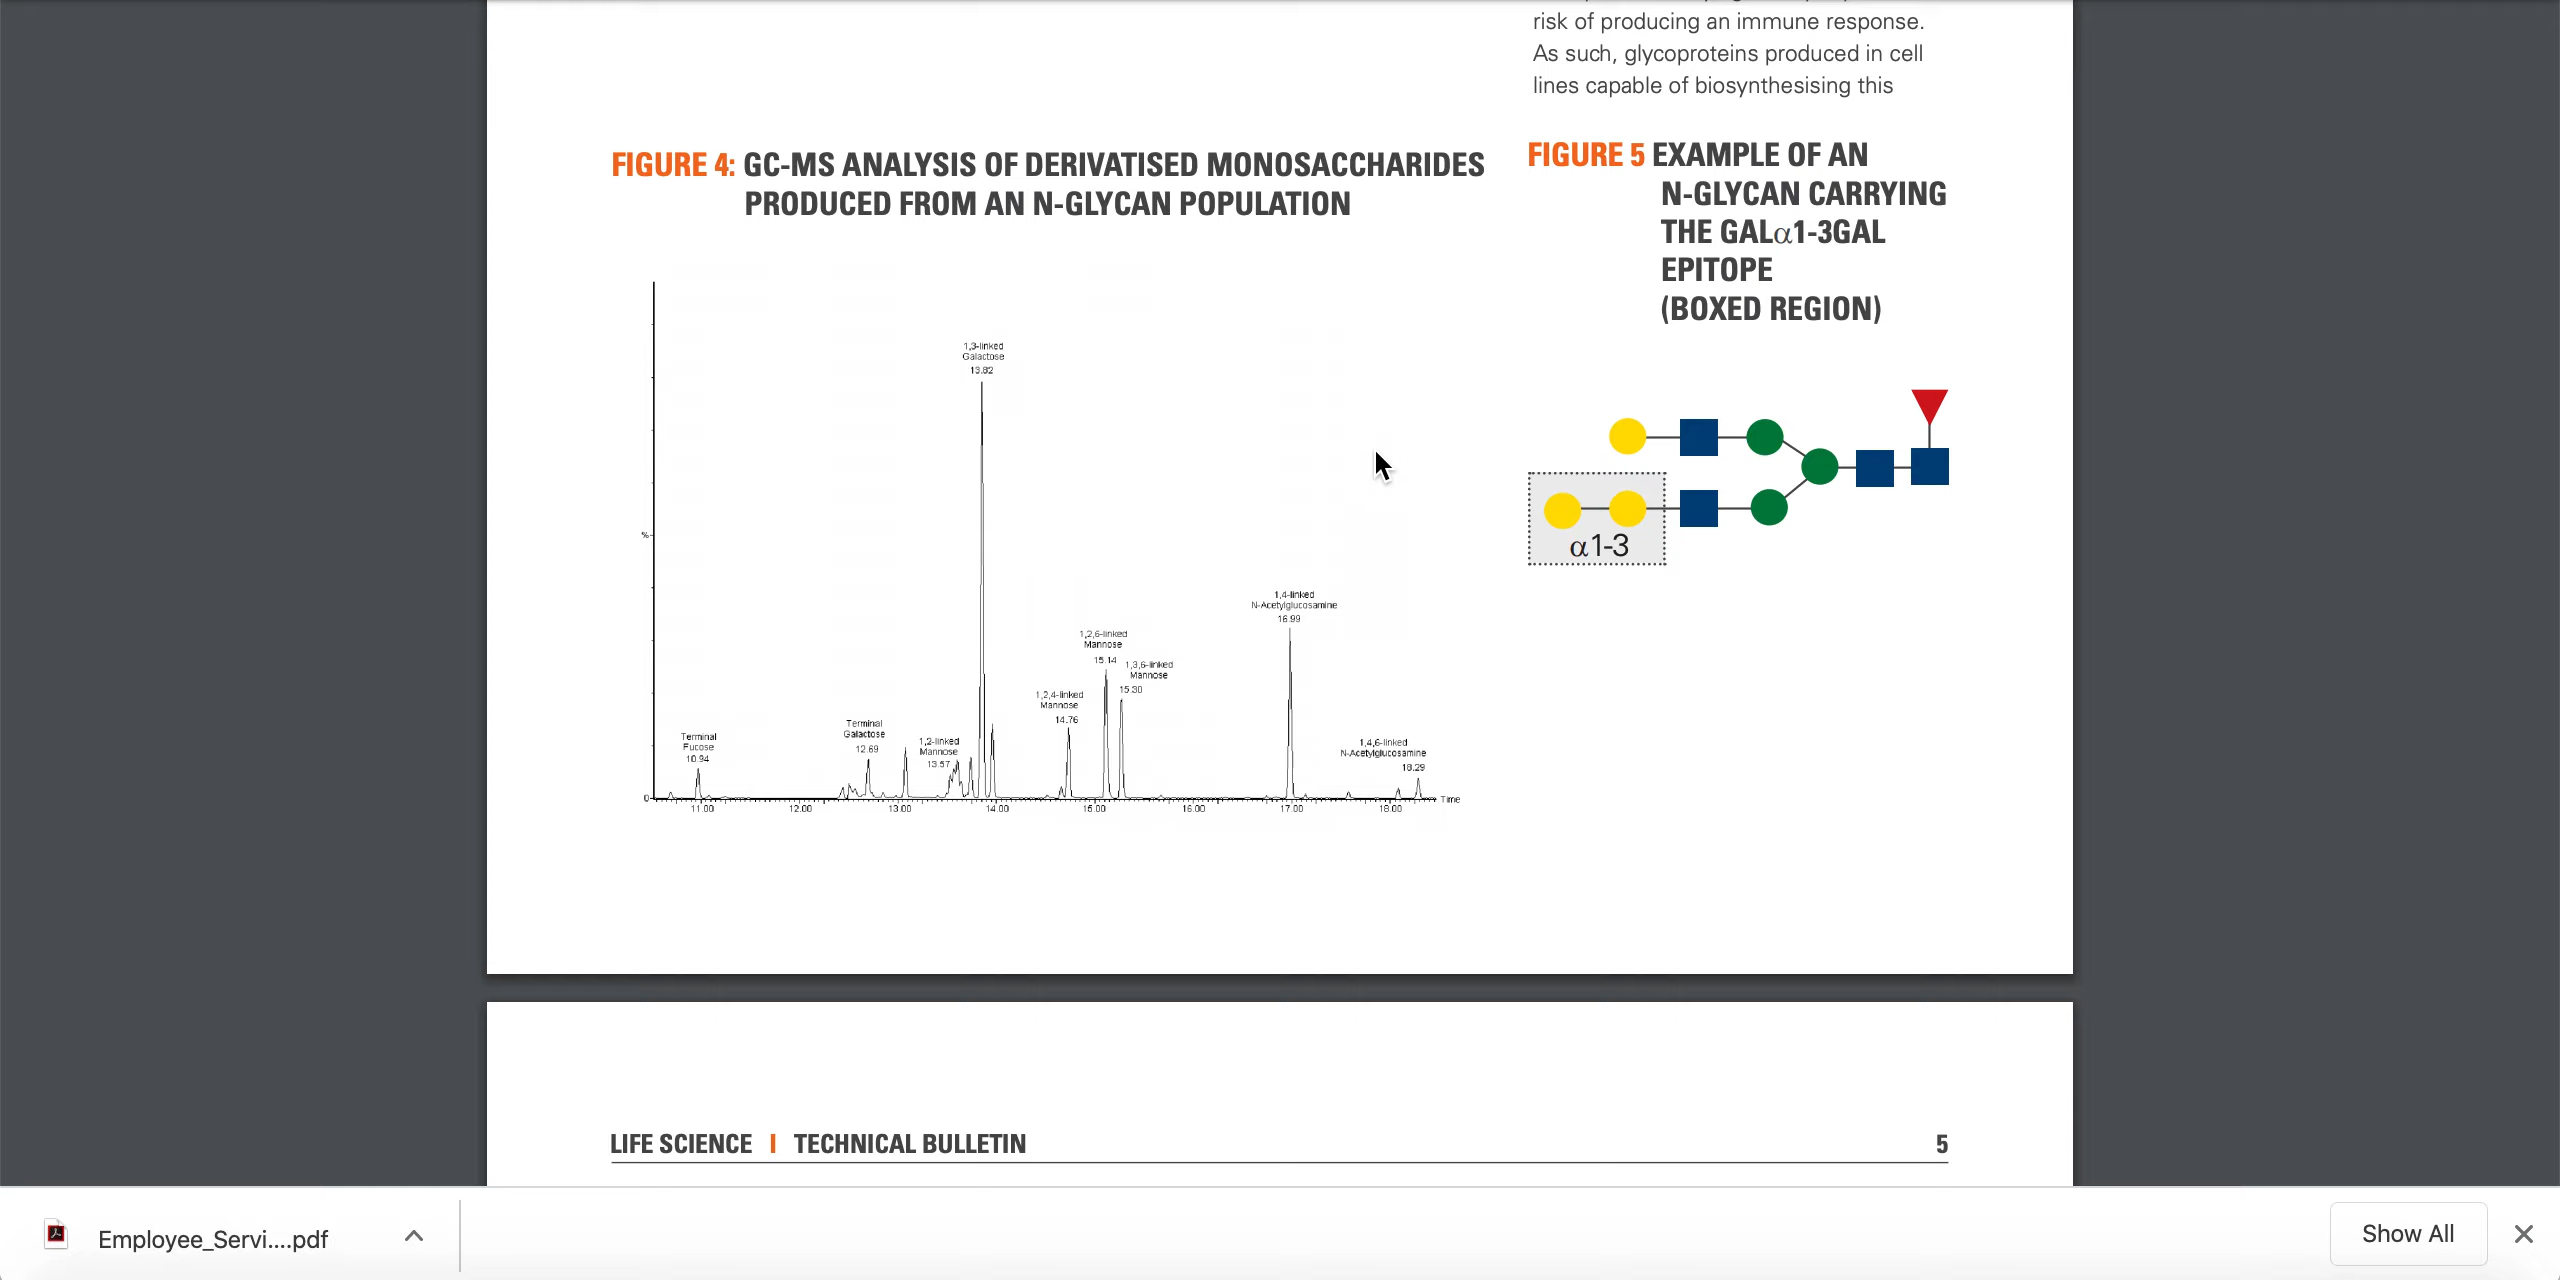 risk of producing an immune response.
As such, glycoproteins produced in cell
lines capable of biosynthesising this
FIGURE 4: GC-MS ANALYSIS OF DERIVATISED MONOSACCHARIDES
PRODUCED FROM AN N-GLYCAN POPULATION
1,3-linked
Galactose
13.82
%
1,4-linked
N-Acetylglucosamine
16.99
1,2,6-linked
Mannose
15.14
1,3,6-linked
Mannose
15.30
1,2,4-linked
Mannose
14.76
Terminal
Fucose
10.94
Terminal
Galactose
12.69
1,2-linked
Mannose
13.57
1,4,6-linked
N-Acetylglucosamine
18.29
0
11.00 12.00 13.00 14.00 15.00 16.00 17.00 18.00
Time
FIGURE 5 EXAMPLE OF AN
N-GLYCAN CARRYING
THE GALα1-3GAL
EPITOPE
(BOXED REGION)
α1-3
LIFE SCIENCE I TECHNICAL BULLETIN 5
Employee_Servi....pdf
Show All